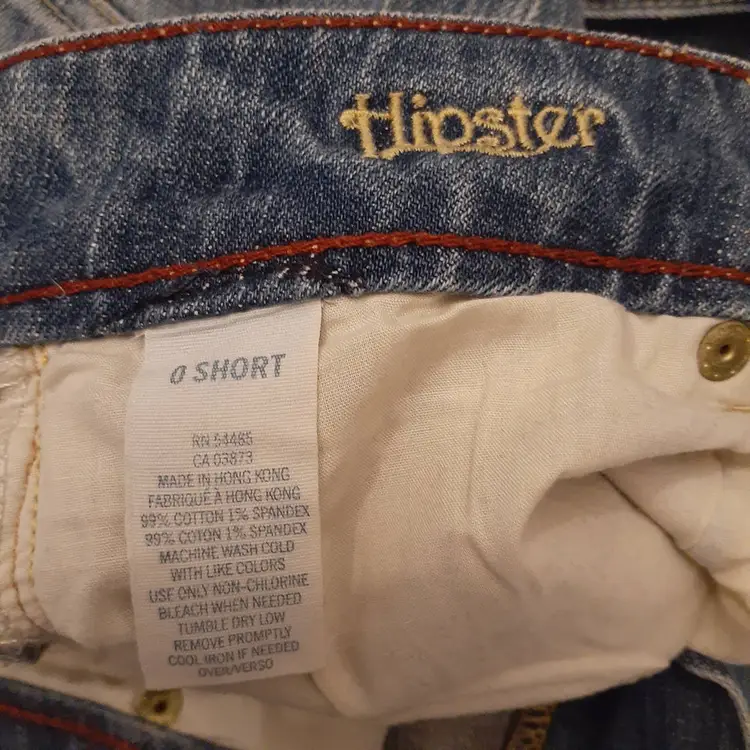 Hipster
0 SHORT
RN 54485
CA 03873
MADE IN HONG KONG
FABRIQUÉ À HONG KONG
99% COTTON 1% SPANDEX
99% COTON 1% SPANDEX
MACHINE WASH COLD
WITH LIKE COLORS
USE ONLY NON-CHLORINE
BLEACH WHEN NEEDED
TUMBLE DRY LOW
REMOVE PROMPTLY
COOL IRON IF NEEDED
OVER/VERSO